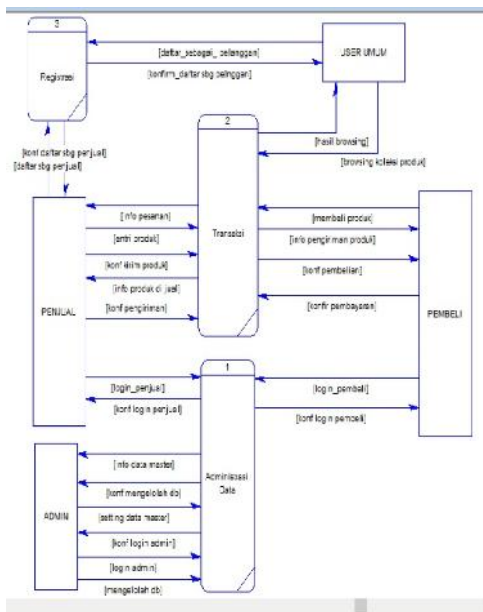 3
Registrasi
[daftar_sebagai_ pelanggan]
USER UMUM
[konfirm_daftar sbg pelnggan]
2
[hasil browsing]
[konf daftar sbg penjual]
[daftar sbg penjual]
[browsing koleksi produk]
[info pesanan]
[membeli produk]
[entri produk]
Transaksi
[info pengiriman produk]
[konf kirim produk]
[konf pembelian]
[info produk di jual]
[konfir pembayaran]
PENJUAL
[konf pengiriman]
PEMBELI
1
[login_penjual]
[login_pembeli]
[konf login penjual]
[konf login pembeli]
[info data master]
Administrasi
Data
[konf mengelolah db]
ADMIN
[setting data master]
[konf login admin]
[login admin]
[mengelolah db]